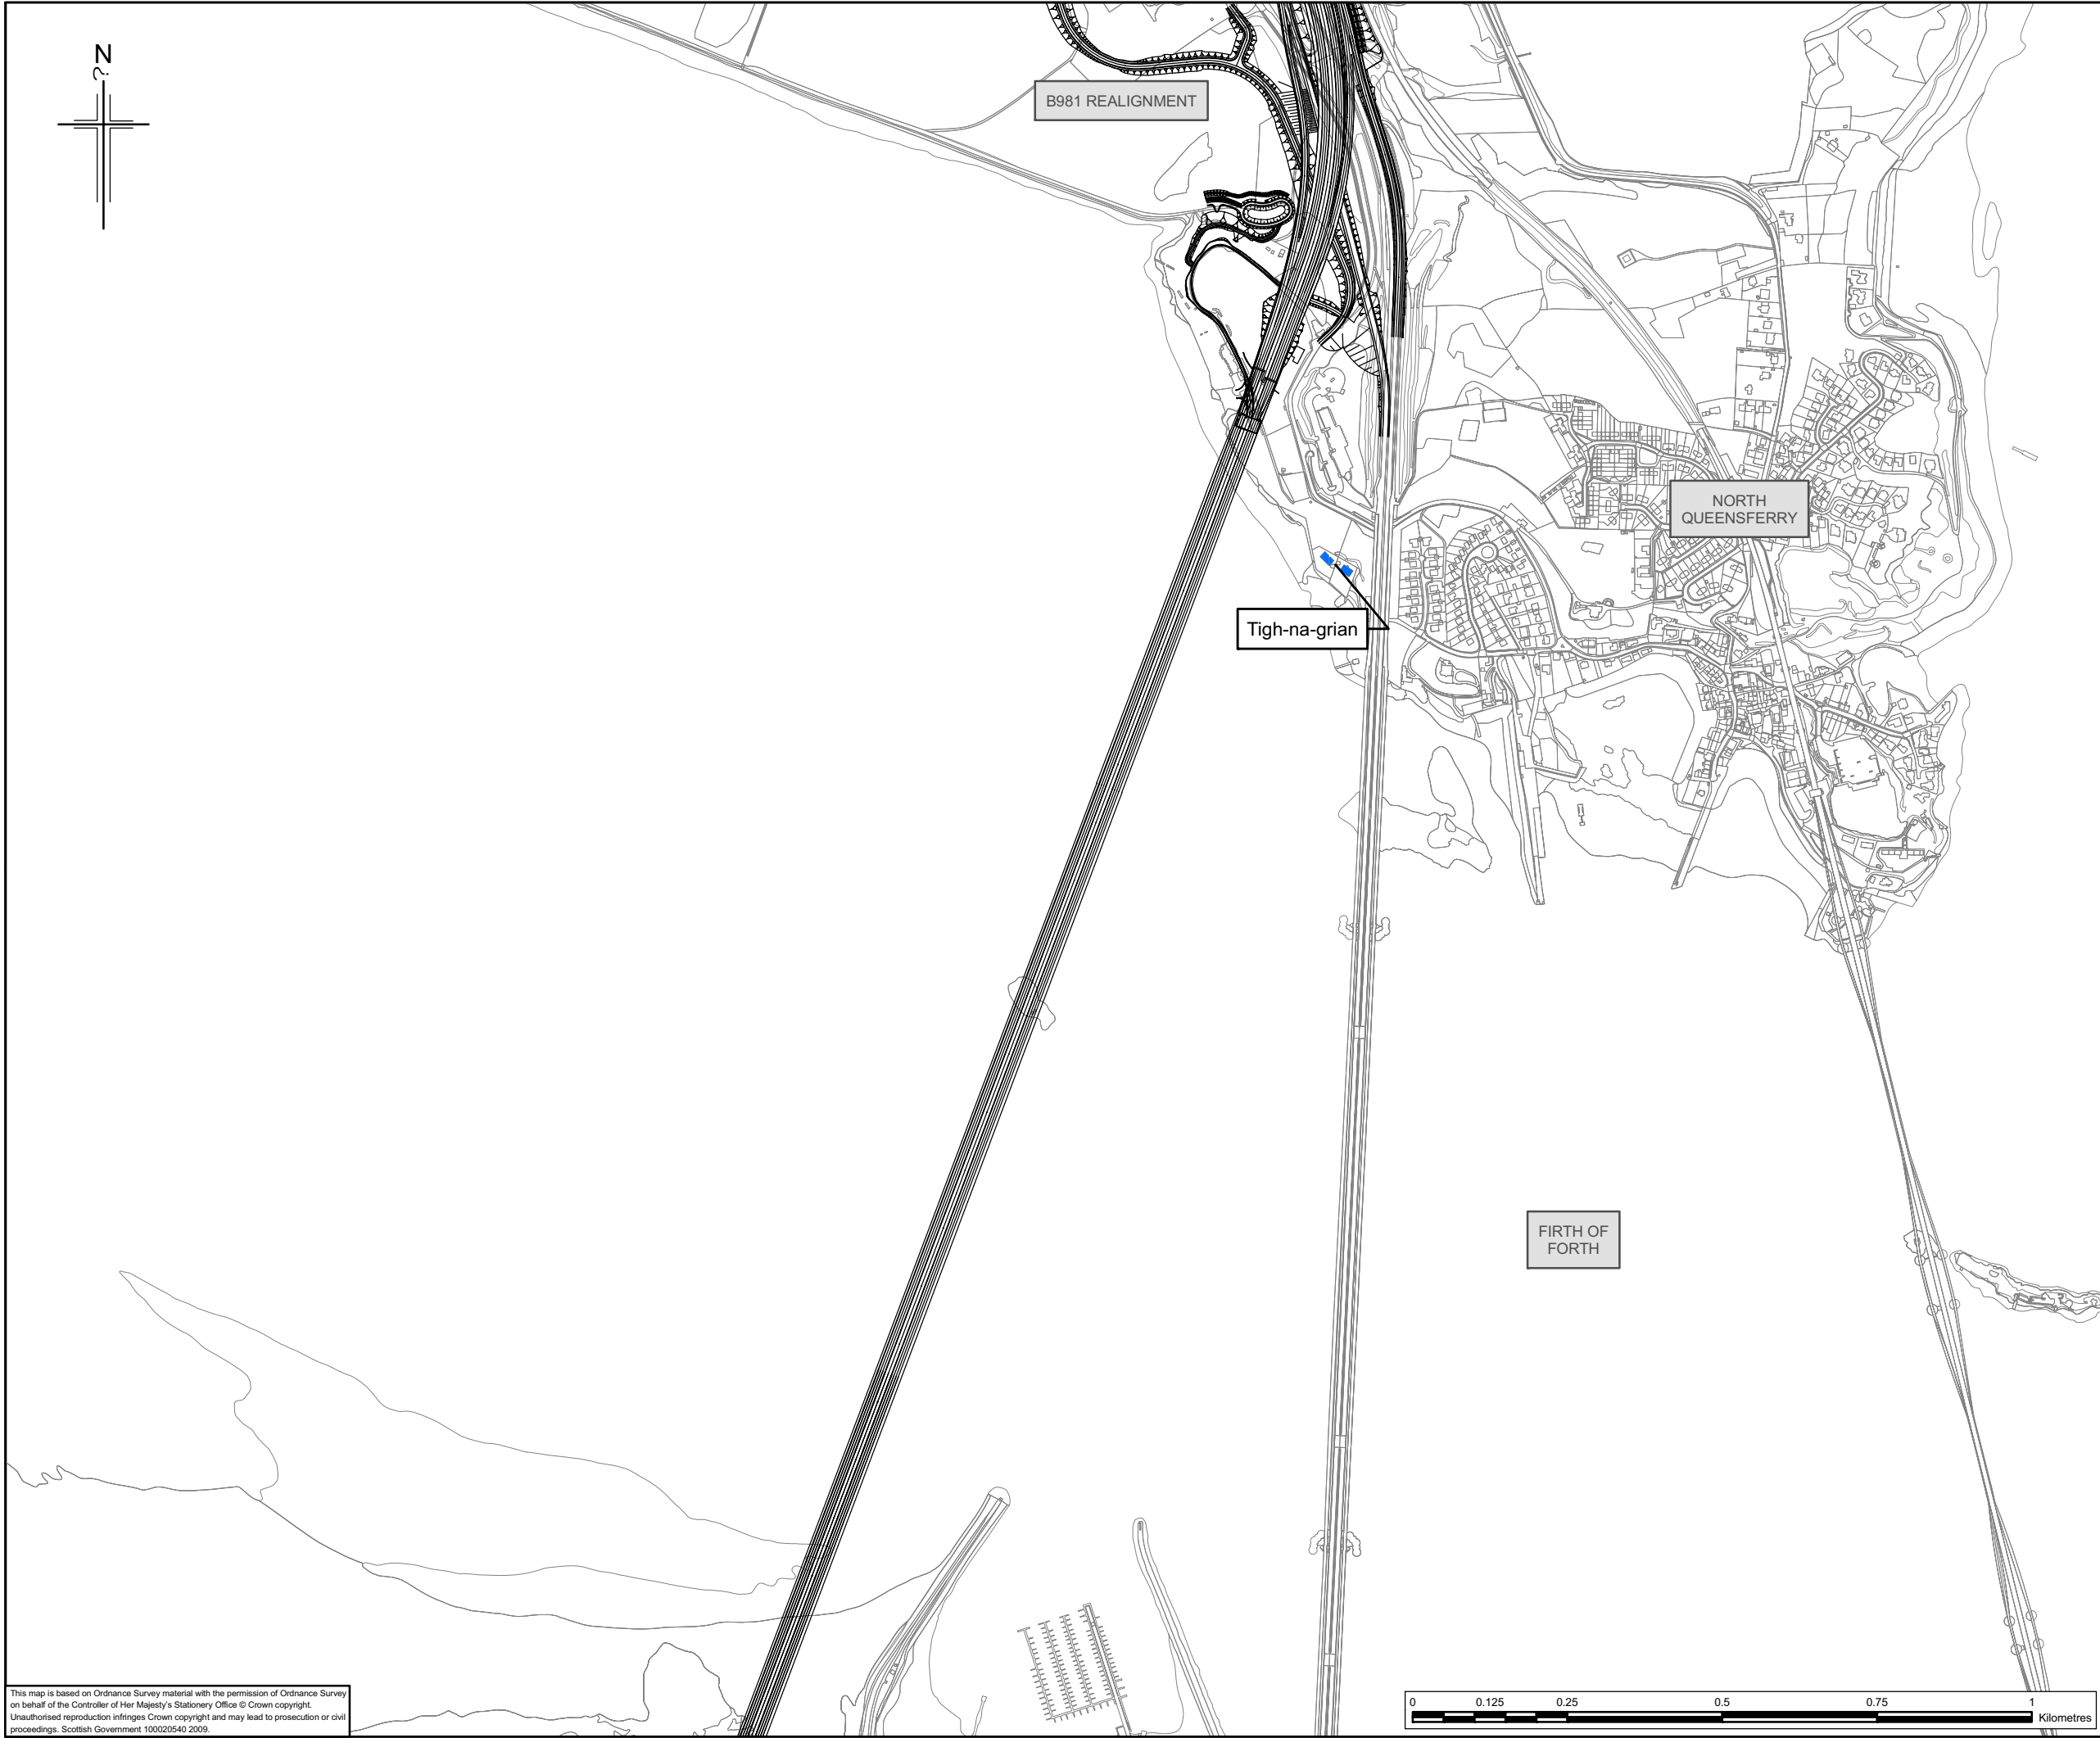 ?N
B981 REALIGNMENT
NORTH
QUEENSFERRY
Tigh-na-grian
FIRTH OF
FORTH
This map is based on Ordnance Survey material with the permission of Ordnance Survey
on behalf of the Controller of Her Majesty's Stationery Office © Crown copyright.
Unauthorised reproduction infringes Crown copyright and may lead to prosecution or civil
proceedings. Scottish Government 100020540 2009.
0 0.125 0.25 0.5 0.75 1
Kilometres